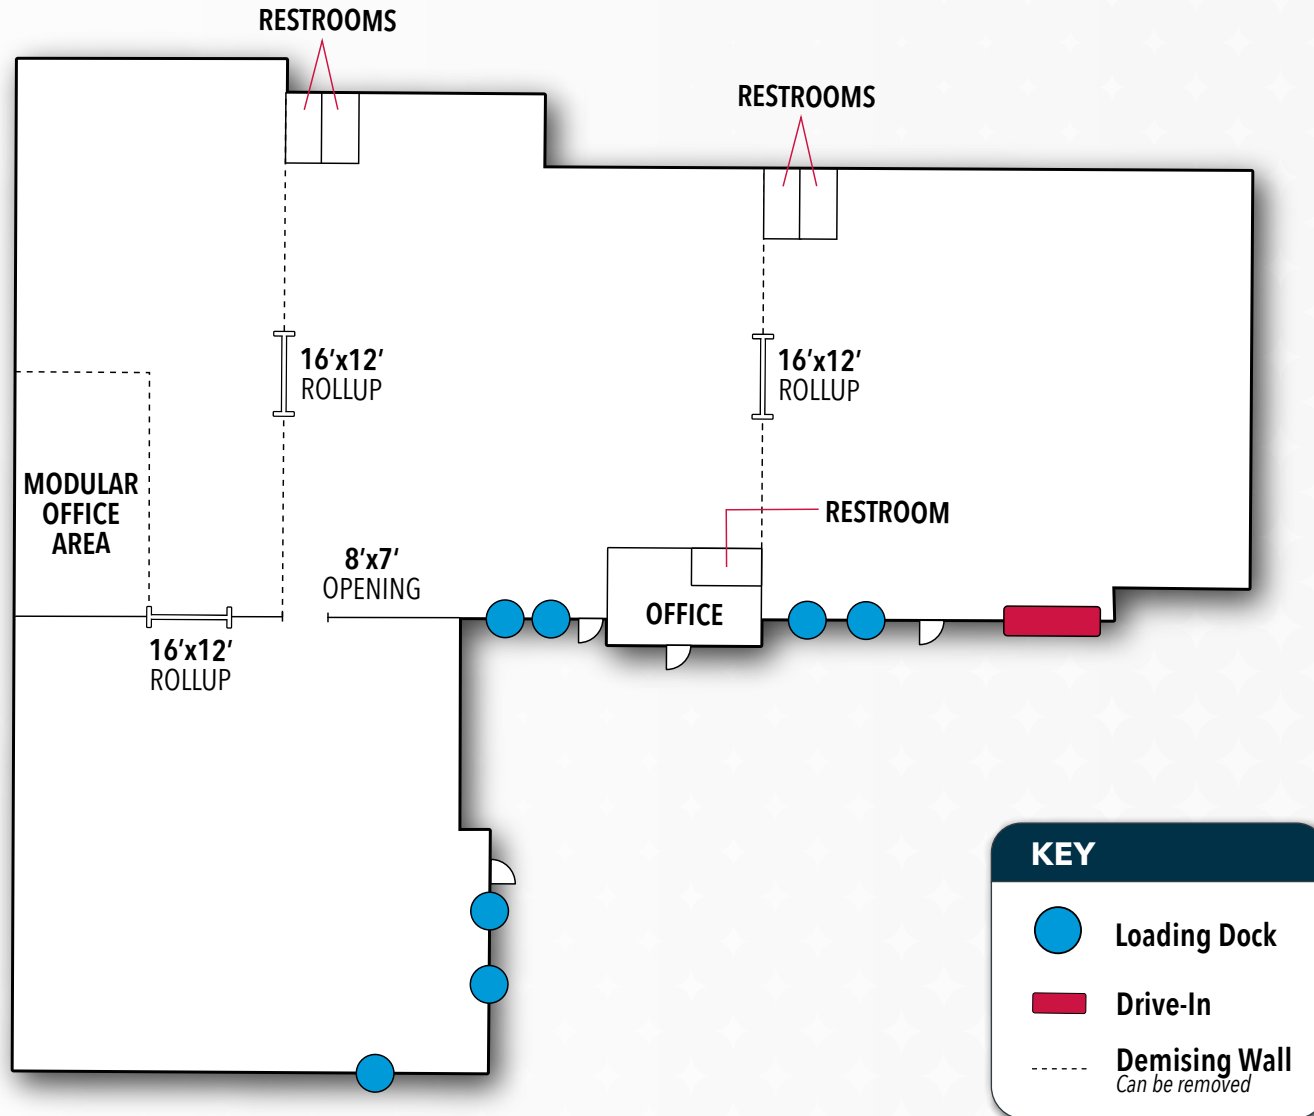 RESTROOMS
RESTROOMS
16'x12'
ROLLUP
16'x12'
ROLLUP
MODULAR
OFFICE
AREA
RESTROOM
8'x7'
OPENING
OFFICE
16'x12'
ROLLUP
KEY
Loading Dock
Drive-In
Demising Wall
Can be removed